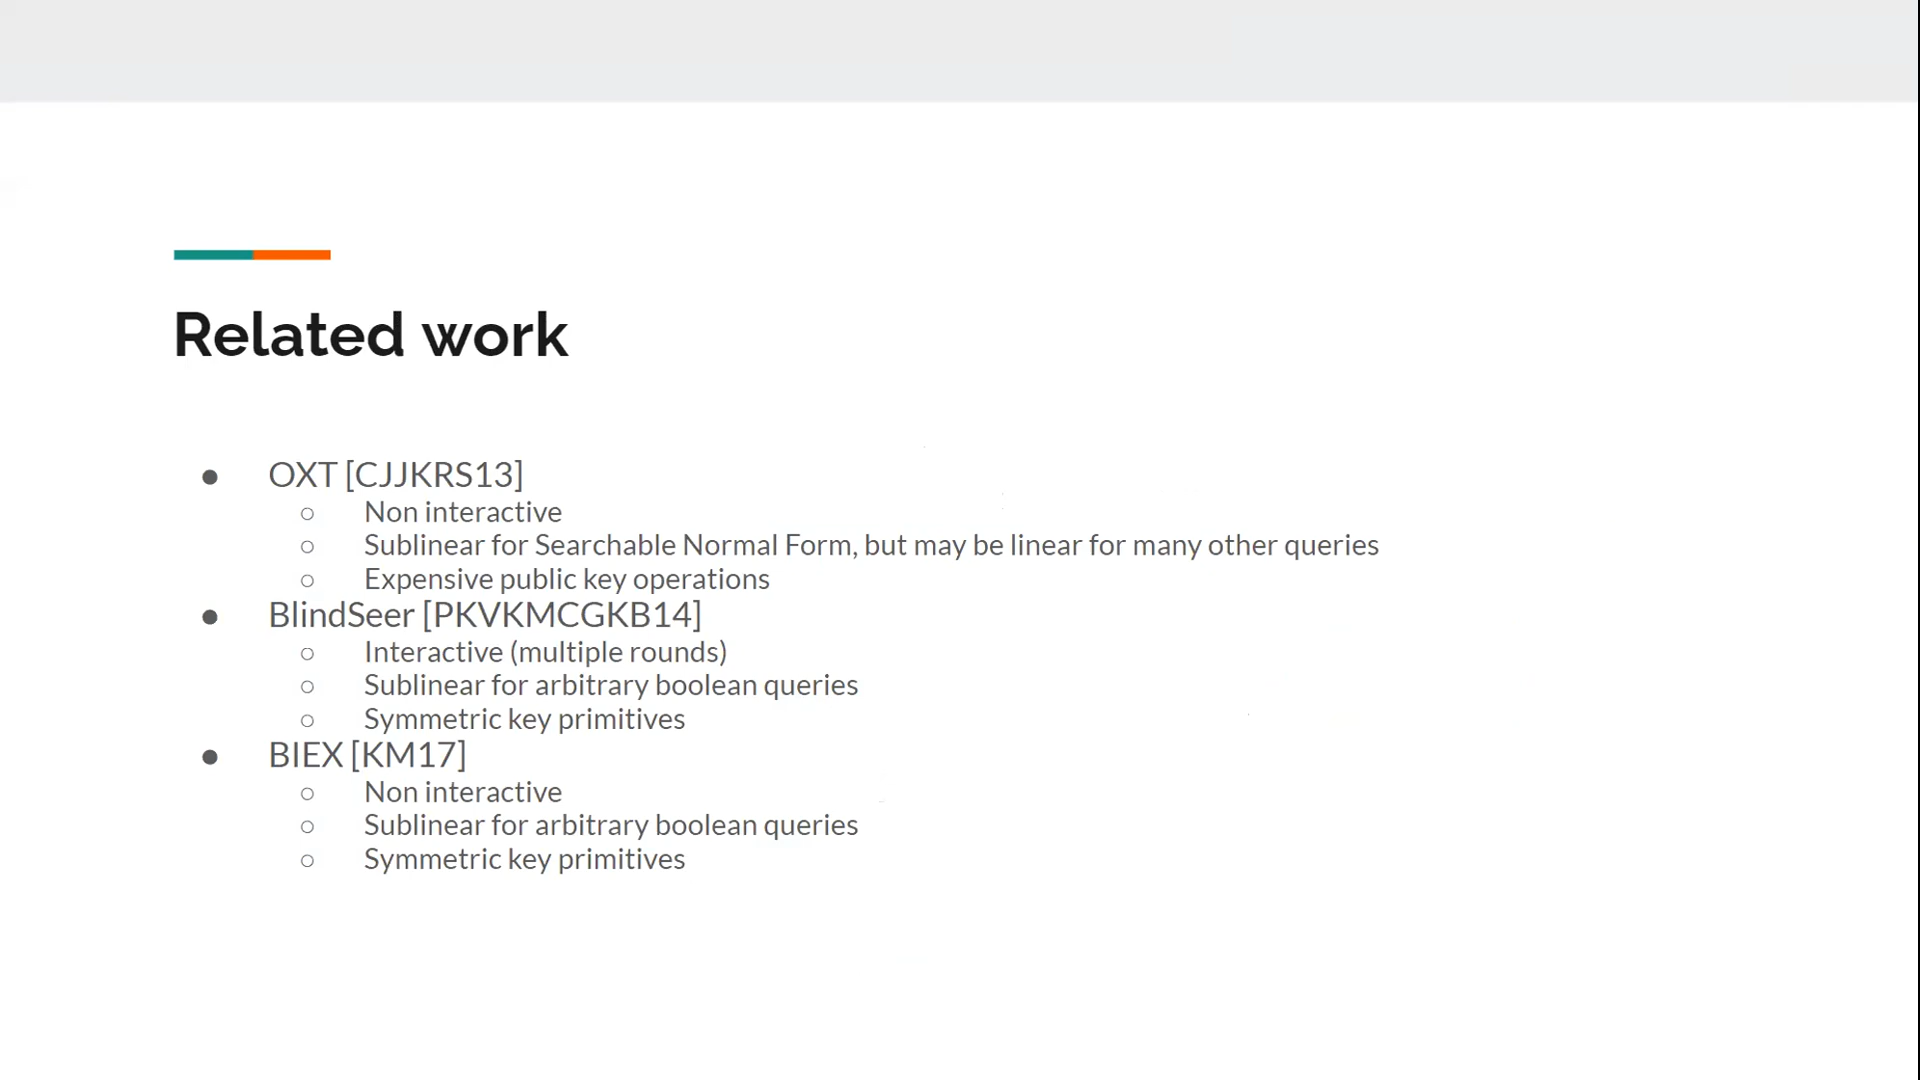 Related work
● OXT [CJJKRS13]
○ Non interactive
○ Sublinear for Searchable Normal Form, but may be linear for many other queries
○ Expensive public key operations
● BlindSeer [PKVKMCGKB14]
○ Interactive (multiple rounds)
○ Sublinear for arbitrary boolean queries
○ Symmetric key primitives
● BIEX [KM17]
○ Non interactive
○ Sublinear for arbitrary boolean queries
○ Symmetric key primitives